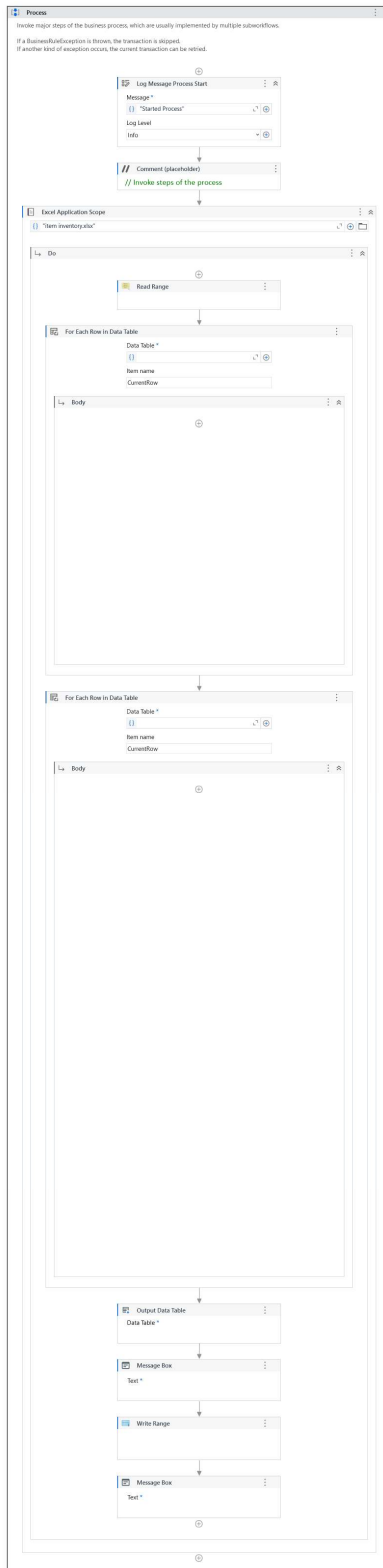 Process
Invoke major steps of the business process, which are usually implemented by multiple subworkflows.
If a BusinessRuleException is thrown, the transaction is skipped.
If another kind of exception occurs, the current transaction can be retried.
Log Message Process Start
Message *
"Started Process"
Log Level
Info
// Comment (placeholder)
// Invoke steps of the process
Excel Application Scope
"item inventory.xlsx"
Do
Read Range
For Each Row in Data Table
Data Table *
Item name
CurrentRow
Body
For Each Row in Data Table
Data Table *
Item name
CurrentRow
Body
Output Data Table
Data Table *
Message Box
Text *
Write Range
Message Box
Text *